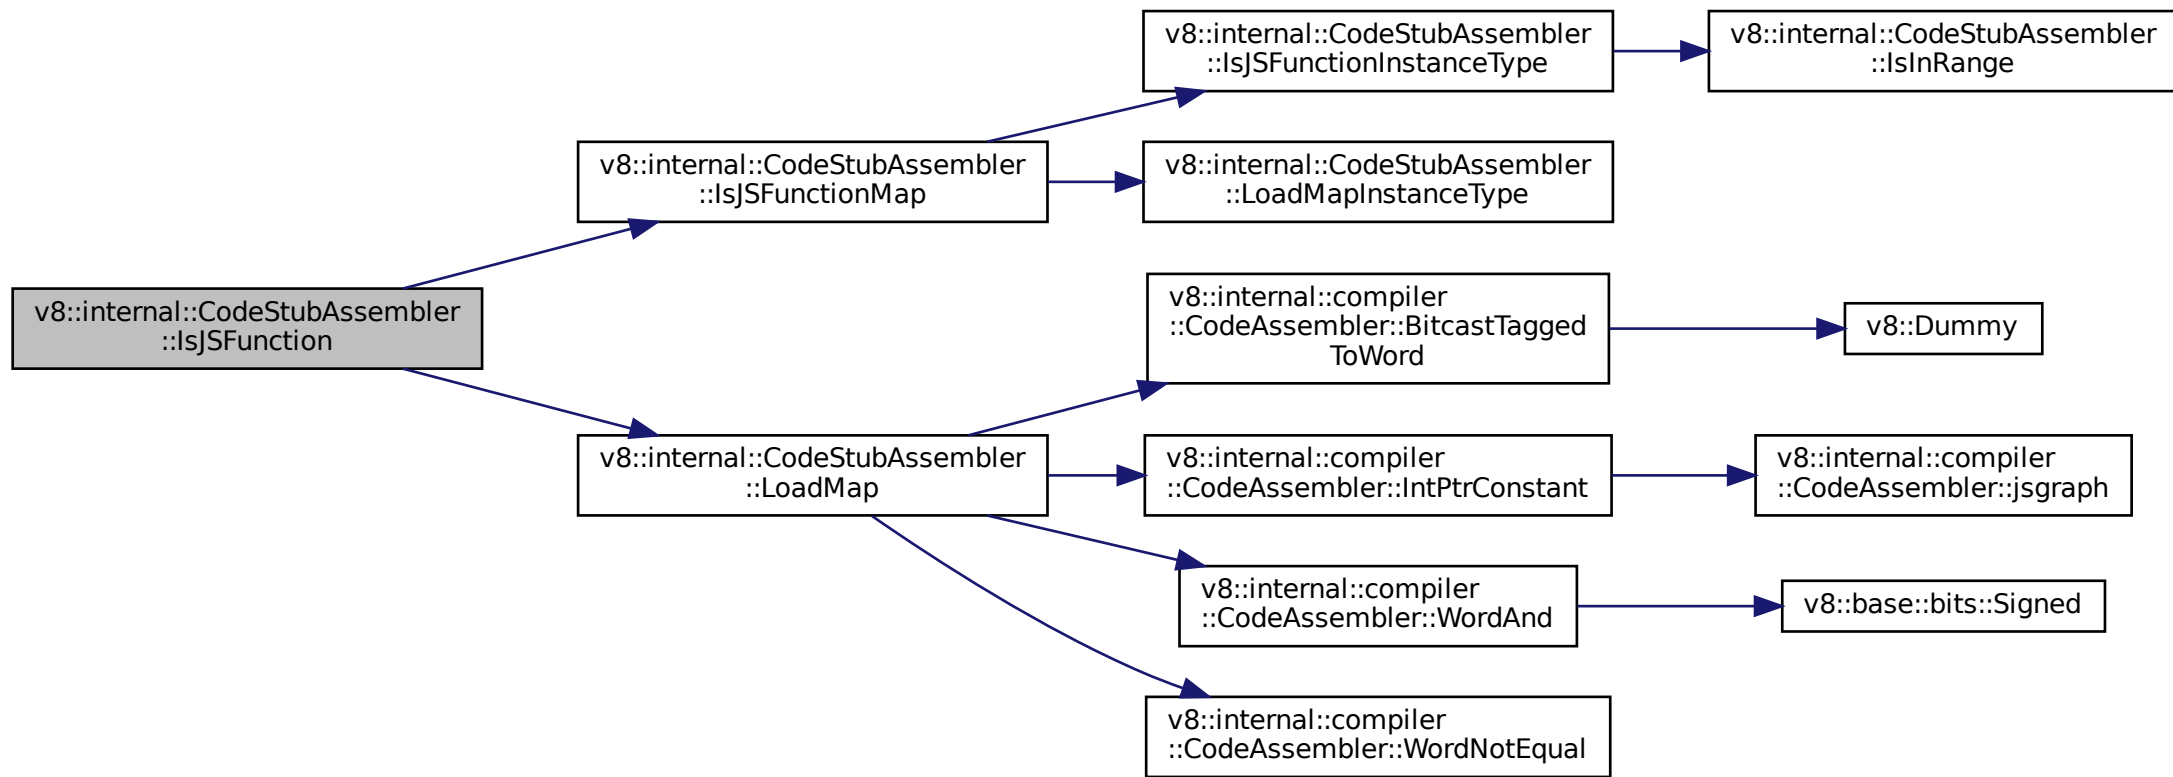 v8::internal::CodeStubAssembler
::IsJSFunction
v8::internal::CodeStubAssembler
::IsJSFunctionMap
v8::internal::CodeStubAssembler
::LoadMap
v8::internal::CodeStubAssembler
::IsJSFunctionInstanceType
v8::internal::CodeStubAssembler
::LoadMapInstanceType
v8::internal::compiler
::CodeAssembler::BitcastTagged
ToWord
v8::internal::compiler
::CodeAssembler::IntPtrConstant
v8::internal::compiler
::CodeAssembler::WordAnd
v8::internal::compiler
::CodeAssembler::WordNotEqual
v8::internal::CodeStubAssembler
::IsInRange
v8::Dummy
v8::internal::compiler
::CodeAssembler::jsgraph
v8::base::bits::Signed